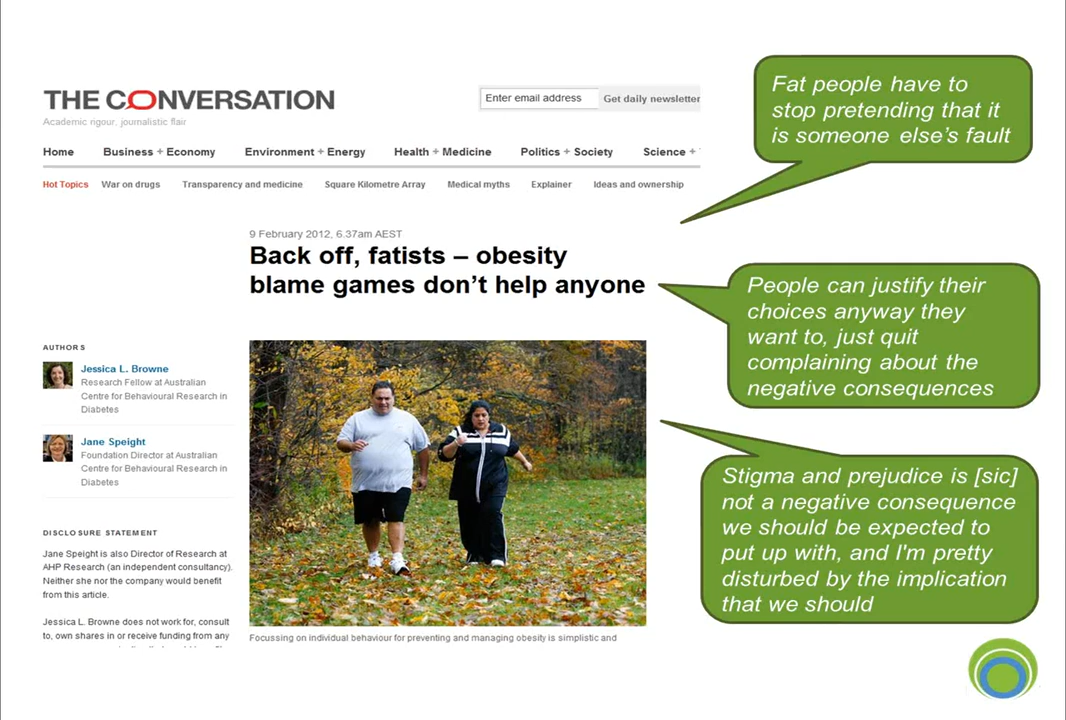 THE CONVERSATION
Academic rigour, journalistic flair
Enter email address
Get daily newsletter
Home Business + Economy Environment + Energy Health + Medicine Politics + Society Science +
Hot Topics War on drugs Transparency and medicine Square Kilometre Array Medical myths Explainer Ideas and ownership
9 February 2012, 6.37am AEST
Back off, fatists – obesity
blame games don’t help anyone
AUTHORS
Jessica L. Browne
Research Fellow at Australian
Centre for Behavioural Research in
Diabetes
Jane Speight
Foundation Director at Australian
Centre for Behavioural Research in
Diabetes
DISCLOSURE STATEMENT
Jane Speight is also Director of Research at
AHP Research (an independent consultancy).
Neither she nor the company would benefit
from this article.
Jessica L. Browne does not work for, consult
to, own shares in or receive funding from any
Focussing on individual behaviour for preventing and managing obesity is simplistic and
Fat people have to
stop pretending that it
is someone else’s fault
People can justify their
choices anyway they
want to, just quit
complaining about the
negative consequences
Stigma and prejudice is [sic]
not a negative consequence
we should be expected to
put up with, and I'm pretty
disturbed by the implication
that we should